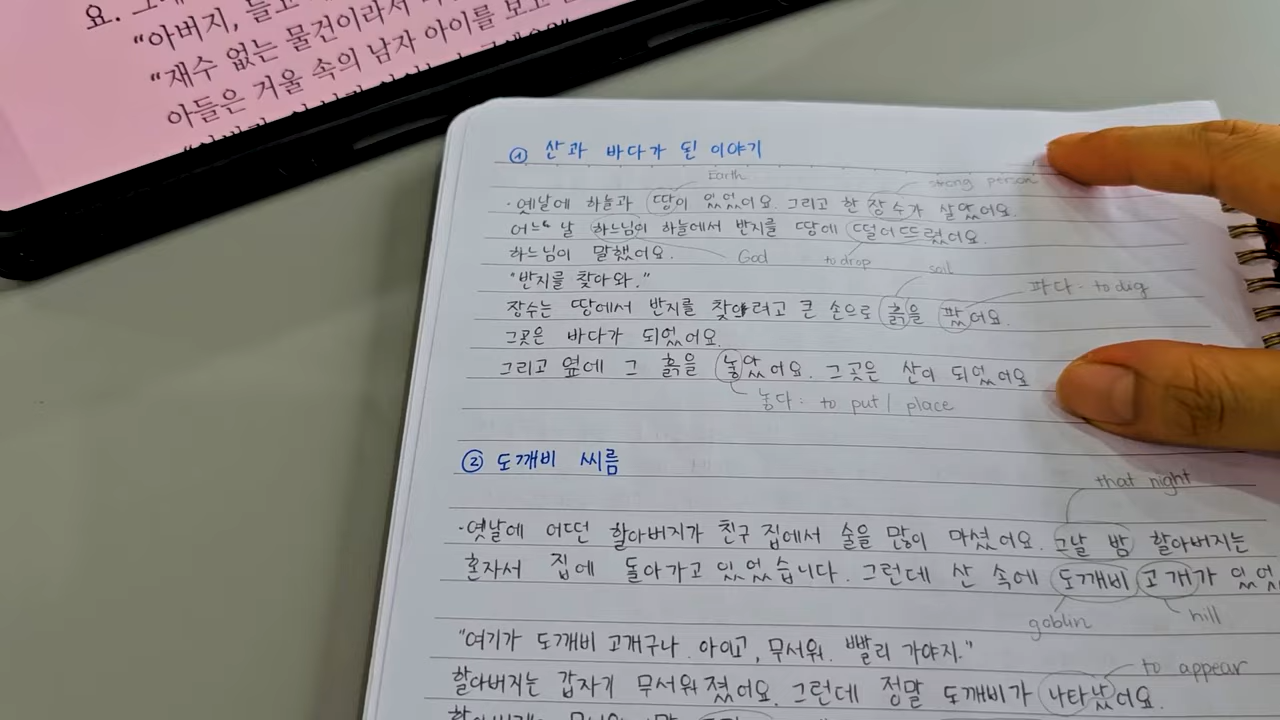 요.
"아버지,
"재수 없는 물건이라서
아들은 거울 속의 남자 아이를 보고
① 산과 바다가 된 이야기
Earth
strong person
· 옛날에 하늘과 땅이 있었어요. 그리고 한 장수가 살았어요.
어느 날 하느님이 하늘에서 반지를 땅에 떨어뜨렸어요.
하느님이 말했어요.
God
to drop
soil
"반지를 찾아와."
파다 - to dig
장수는 땅에서 반지를 찾으려고 큰 손으로 흙을 팠어요.
그곳은 바다가 되었어요.
그리고 옆에 그 흙을 놓았어요. 그곳은 산이 되었어요
놓다: to put / place
② 도깨비 씨름
that night
· 옛날에 어떤 할아버지가 친구 집에서 술을 많이 마셨어요. 그날 밤 할아버지는
혼자서 집에 돌아가고 있었습니다. 그런데 산 속에 도깨비 고개가 있었
goblin
hill
"여기가 도깨비 고개구나. 아이고, 무서워. 빨리 가야지."
to appear
할아버지는 갑자기 무서워졌어요. 그런데 정말 도깨비가 나타났어요.